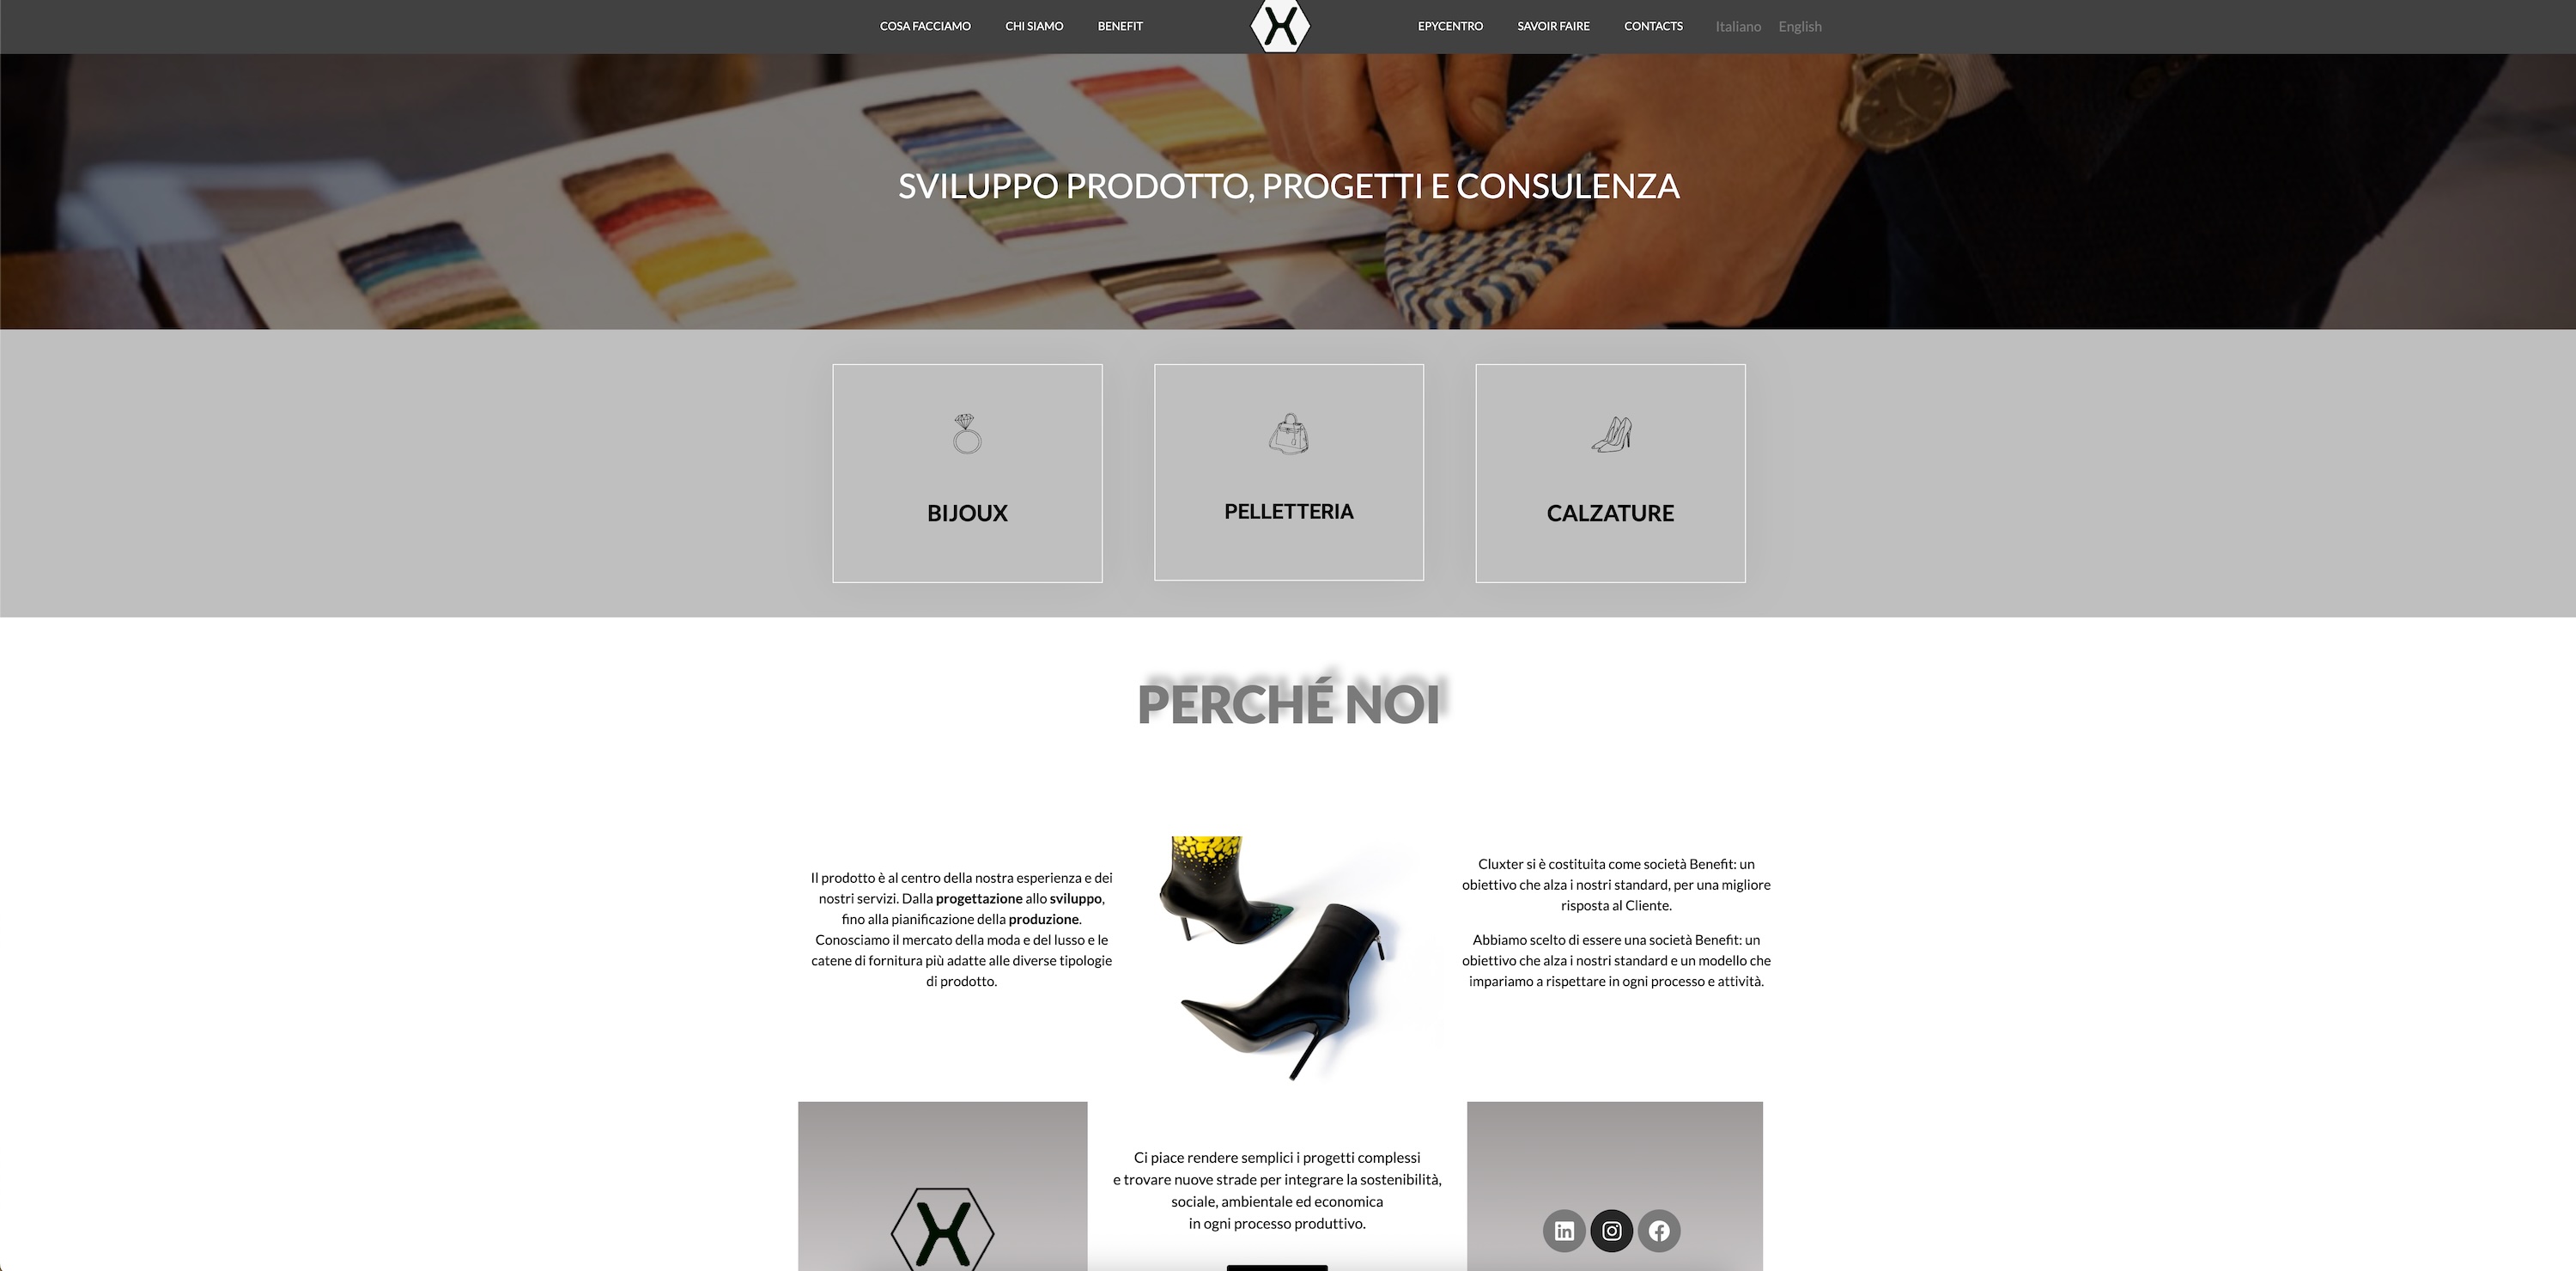 COSA FACCIAMO CHI SIAMO BENEFIT EPYCENTRO SAVOIR FAIRE CONTACTS Italiano English
SVILUPPO PRODOTTO, PROGETTI E CONSULENZA
BIJOUX
PELLETTERIA
CALZATURE
PERCHÉ NOI
Il prodotto è al centro della nostra esperienza e dei
nostri servizi. Dalla progettazione allo sviluppo,
fino alla pianificazione della produzione.
Conosciamo il mercato della moda e del lusso e le
catene di fornitura più adatte alle diverse tipologie
di prodotto.
Cluxter si è costituita come società Benefit: un
obiettivo che alza i nostri standard, per una migliore
risposta al Cliente.
Abbiamo scelto di essere una società Benefit: un
obiettivo che alza i nostri standard e un modello che
impariamo a rispettare in ogni processo e attività.
Ci piace rendere semplici i progetti complessi
e trovare nuove strade per integrare la sostenibilità,
sociale, ambientale ed economica
in ogni processo produttivo.